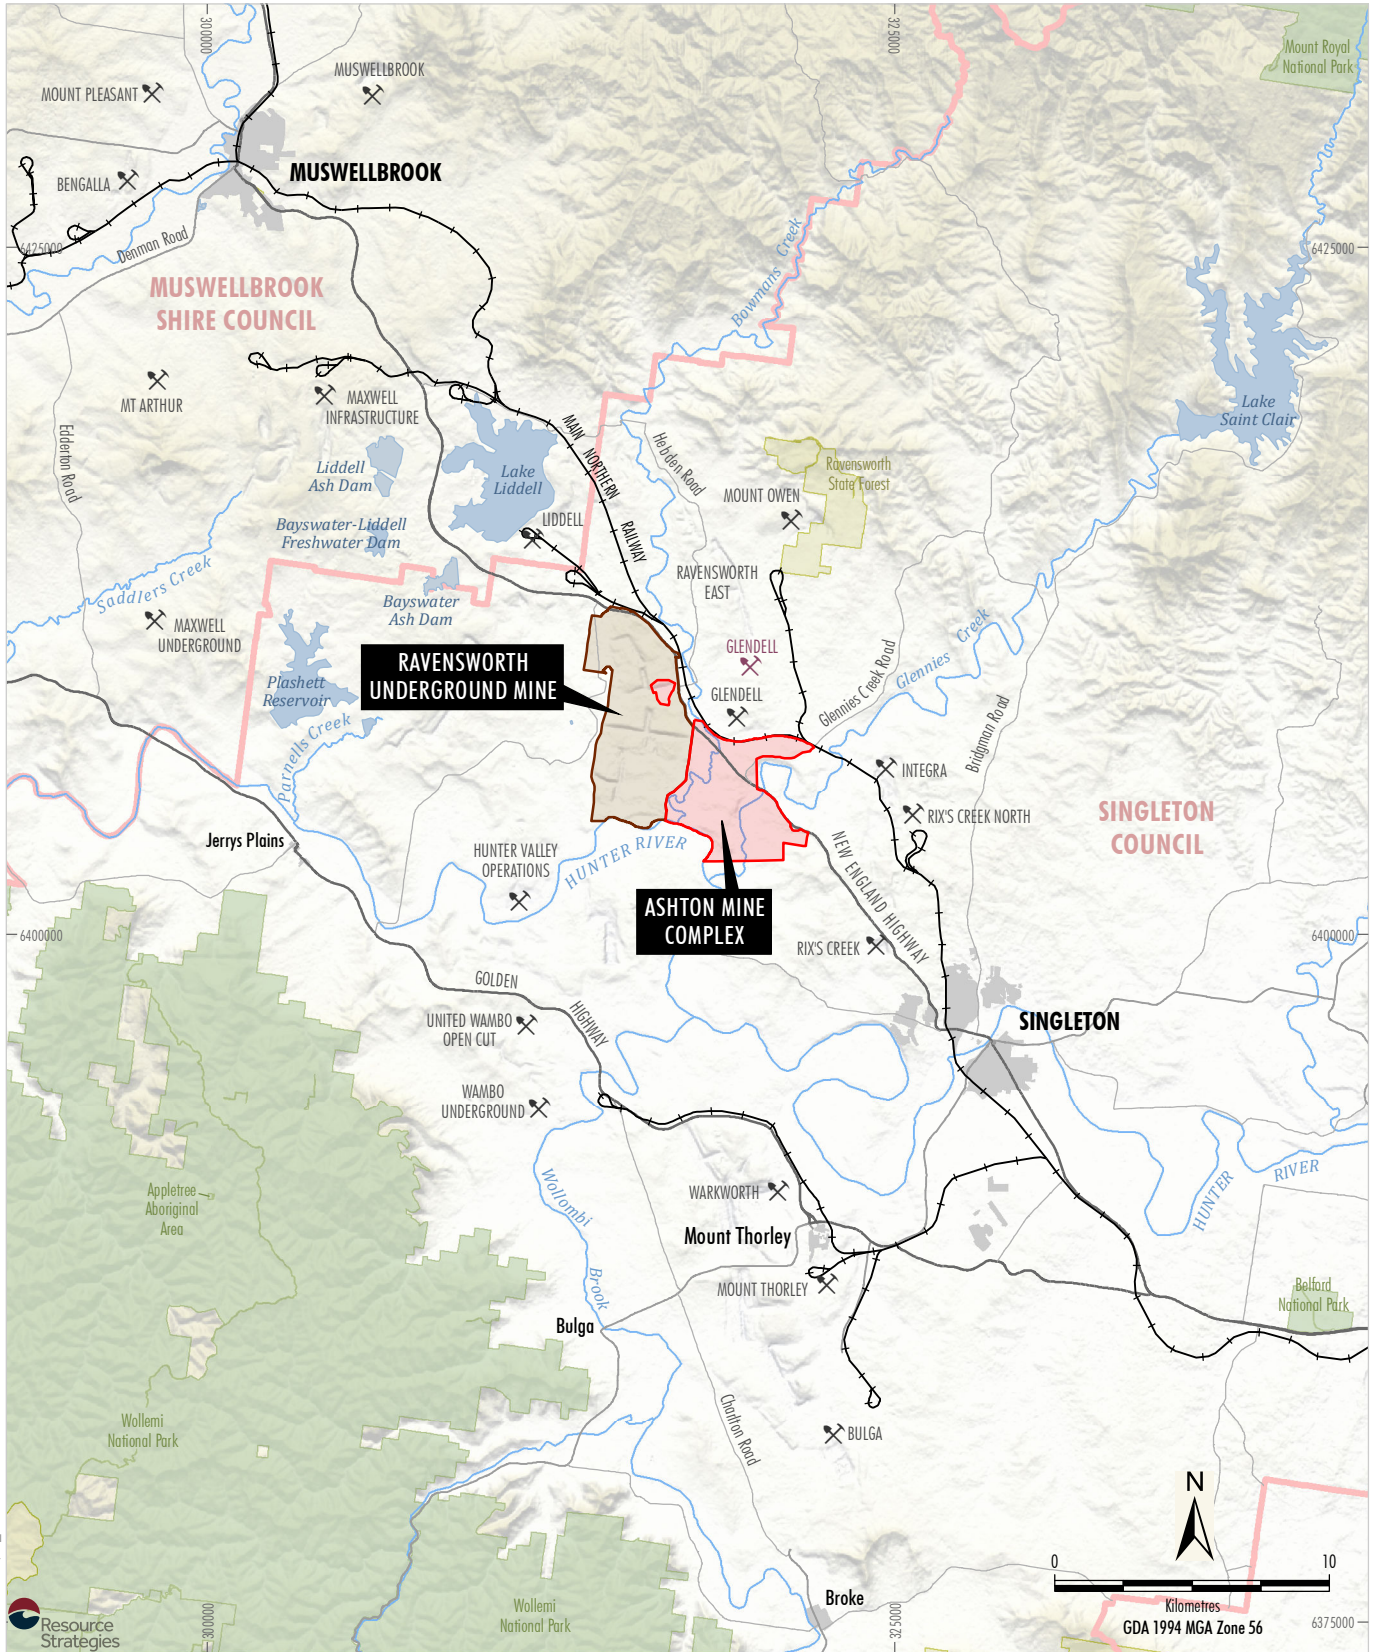 300000
325000
Mount Royal
National Park
MUSWELLBROOK
MOUNT PLEASANT
MUSWELLBROOK
BENGALLA
Denman Road
6425000
6425000
Bowmans Creek
MUSWELLBROOK
SHIRE COUNCIL
MT ARTHUR
MAXWELL
INFRASTRUCTURE
Lake
Saint Clair
Edderton Road
MAIN NORTHERN RAILWAY
Hebden Road
Liddell
Ash Dam
Lake
Liddell
Ravensworth
State Forest
MOUNT OWEN
Bayswater-Liddell
Freshwater Dam
LIDDELL
Saddlers Creek
RAVENSWORTH
EAST
Bayswater
Ash Dam
Glennies Creek
MAXWELL
UNDERGROUND
RAVENSWORTH
UNDERGROUND MINE
GLENDELL
Glennies Creek Road
Plashett
Reservoir
GLENDELL
Parnells Creek
Bridgman Road
INTEGRA
RIX'S CREEK NORTH
SINGLETON
COUNCIL
Jerrys Plains
HUNTER VALLEY
OPERATIONS
HUNTER RIVER
NEW ENGLAND HIGHWAY
ASHTON MINE
COMPLEX
6400000
6400000
RIX'S CREEK
GOLDEN HIGHWAY
UNITED WAMBO
OPEN CUT
SINGLETON
WAMBO
UNDERGROUND
HUNTER RIVER
Wollombi Brook
WARKWORTH
Appletree
Aboriginal
Area
Mount Thorley
MOUNT THORLEY
Belford
National Park
Bulga
Charlton Road
Wollemi
National Park
BULGA
N
0
10
Kilometres
GDA 1994 MGA Zone 56
Broke
Wollemi
National Park
Resource
Strategies
300000
325000
6375000